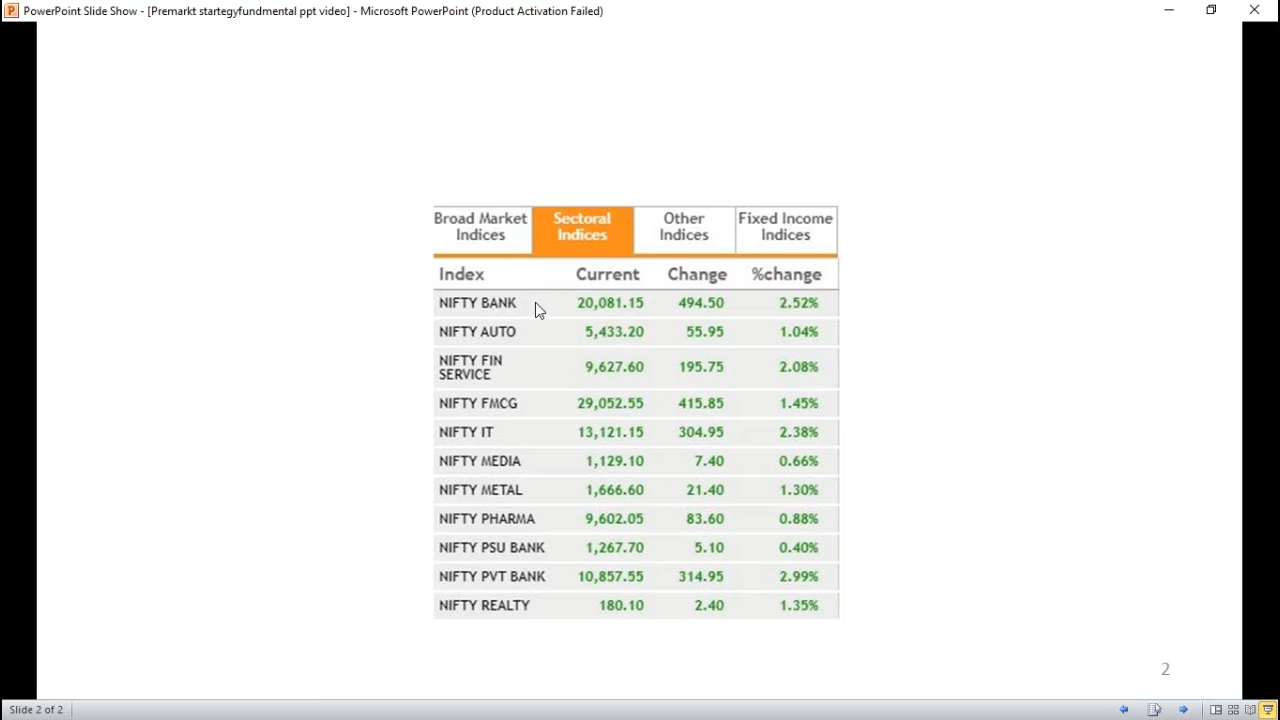 PowerPoint Slide Show - [Premarkt startegyfundmental ppt video] - Microsoft PowerPoint (Product Activation Failed)
Broad Market Indices Sectoral Indices Other Indices Fixed Income Indices
Index Current Change %change
NIFTY BANK 20,081.15 494.50 2.52%
NIFTY AUTO 5,433.20 55.95 1.04%
NIFTY FIN SERVICE 9,627.60 195.75 2.08%
NIFTY FMCG 29,052.55 415.85 1.45%
NIFTY IT 13,121.15 304.95 2.38%
NIFTY MEDIA 1,129.10 7.40 0.66%
NIFTY METAL 1,666.60 21.40 1.30%
NIFTY PHARMA 9,602.05 83.60 0.88%
NIFTY PSU BANK 1,267.70 5.10 0.40%
NIFTY PVT BANK 10,857.55 314.95 2.99%
NIFTY REALTY 180.10 2.40 1.35%
2
Slide 2 of 2